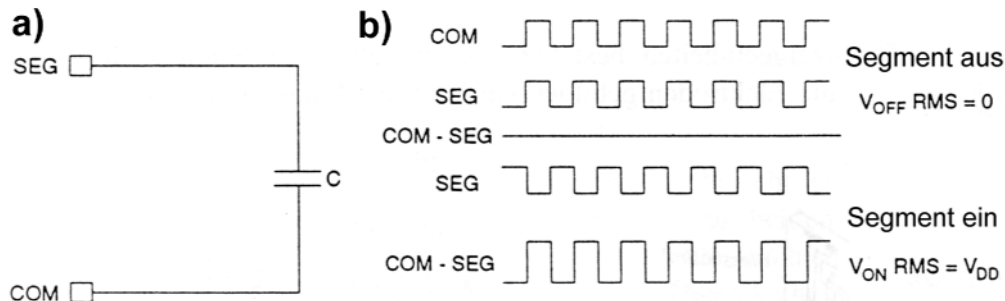 a)
SEG
C
COM
b)
COM
SEG
COM - SEG
SEG
COM - SEG
Segment aus
V_OFF RMS = 0
Segment ein
V_ON RMS = V_DD